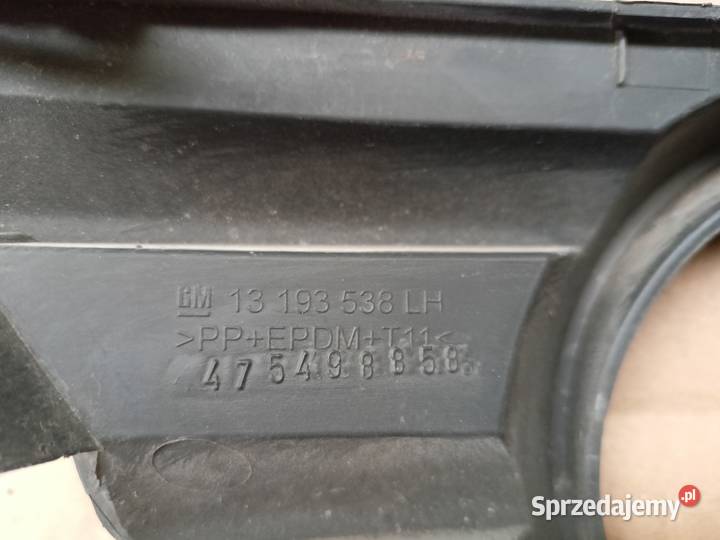 GM 13 193 538 LH
>PP+EPDM+T11<
475498858
Sprzedajemy.pl